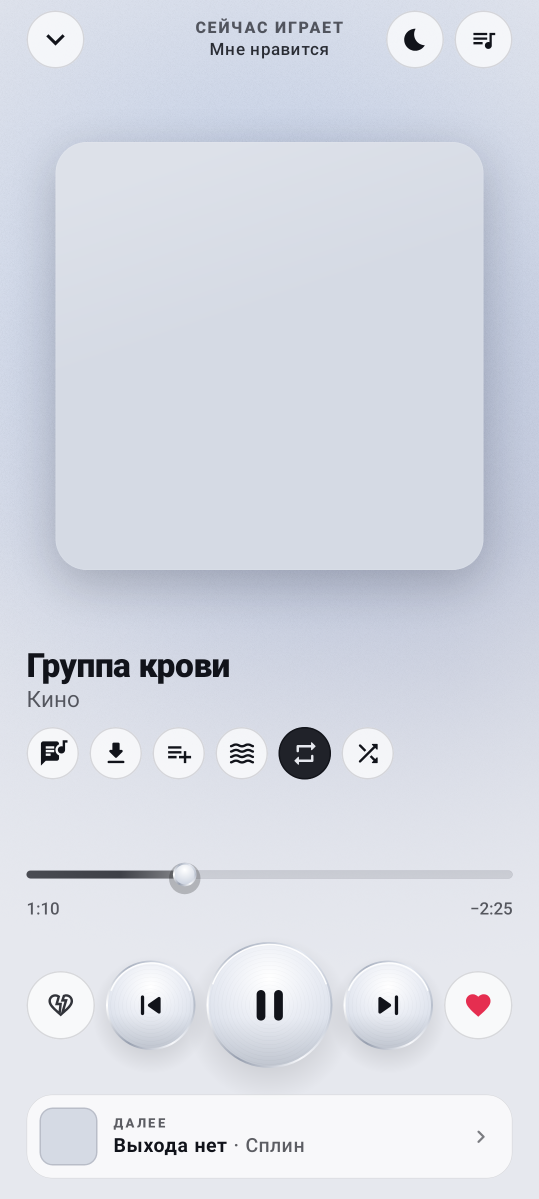 СЕЙЧАС ИГРАЕТ
Мне нравится
Группа крови
Кино
1:10
−2:25
ДАЛЕЕ
Выхода нет · Сплин